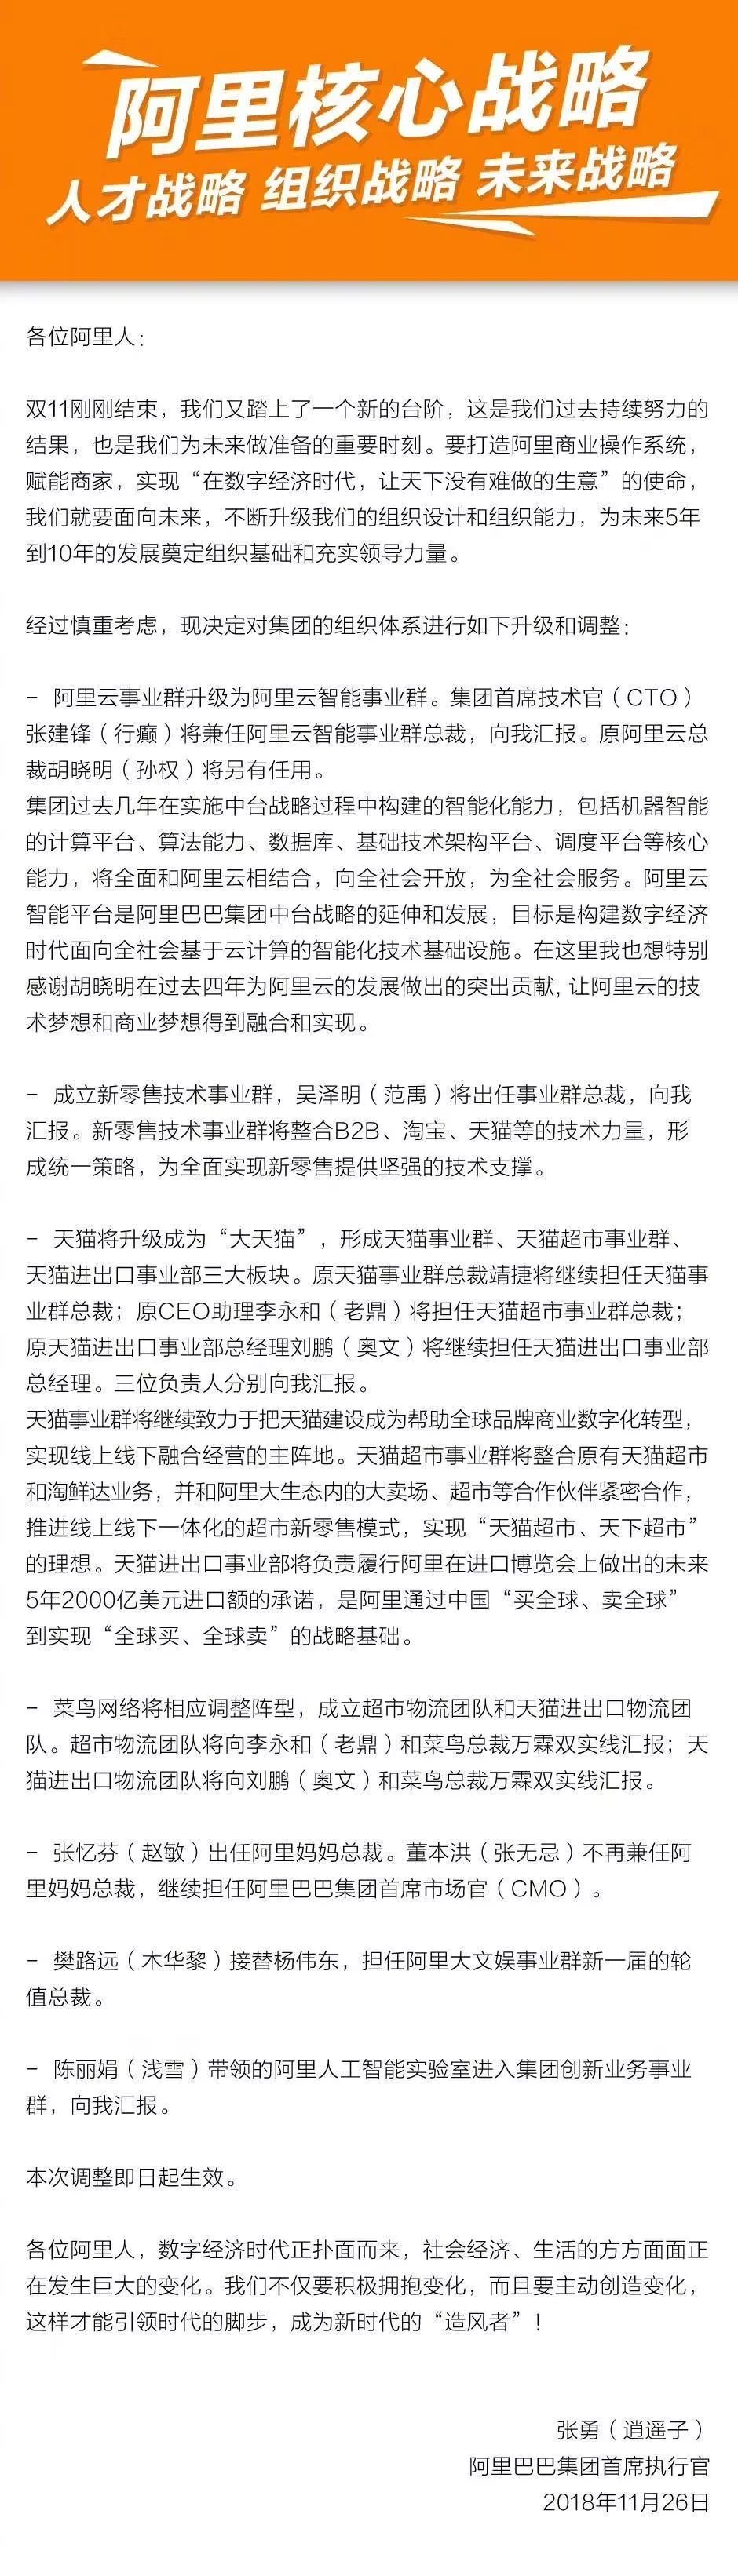 阿里核心战略
人才战略 组织战略 未来战略
各位阿里人：
双11刚刚结束，我们又踏上了一个新的台阶，这是我们过去持续努力的
结果，也是我们为未来做准备的重要时刻。要打造阿里商业操作系统，
赋能商家，实现“在数字经济时代，让天下没有难做的生意”的使命，
我们就要面向未来，不断升级我们的组织设计和组织能力，为未来5年
到10年的发展奠定组织基础和充实领导力量。
经过慎重考虑，现决定对集团的组织体系进行如下升级和调整：
- 阿里云事业群升级为阿里云智能事业群。集团首席技术官（CTO）
张建锋（行癫）将兼任阿里云智能事业群总裁，向我汇报。原阿里云总
裁胡晓明（孙权）将另有任用。
集团过去几年在实施中台战略过程中构建的智能化能力，包括机器智能
的计算平台、算法能力、数据库、基础技术架构平台、调度平台等核心
能力，将全面和阿里云相结合，向全社会开放，为全社会服务。阿里云
智能平台是阿里巴巴集团中台战略的延伸和发展，目标是构建数字经济
时代面向全社会基于云计算的智能化技术基础设施。在这里我也想特别
感谢胡晓明在过去四年为阿里云的发展做出的突出贡献, 让阿里云的技
术梦想和商业梦想得到融合和实现。
- 成立新零售技术事业群，吴泽明（范禹）将出任事业群总裁，向我
汇报。新零售技术事业群将整合B2B、淘宝、天猫等的技术力量，形
成统一策略，为全面实现新零售提供坚强的技术支撑。
- 天猫将升级成为“大天猫”，形成天猫事业群、天猫超市事业群、
天猫进出口事业部三大板块。原天猫事业群总裁靖捷将继续担任天猫事
业群总裁；原CEO助理李永和（老鼎）将担任天猫超市事业群总裁；
原天猫进出口事业部总经理刘鹏（奥文）将继续担任天猫进出口事业部
总经理。三位负责人分别向我汇报。
天猫事业群将继续致力于把天猫建设成为帮助全球品牌商业数字化转型，
实现线上线下融合经营的主阵地。天猫超市事业群将整合原有天猫超市
和淘鲜达业务，并和阿里大生态内的大卖场、超市等合作伙伴紧密合作，
推进线上线下一体化的超市新零售模式，实现“天猫超市、天下超市”
的理想。天猫进出口事业部将负责履行阿里在进口博览会上做出的未来
5年2000亿美元进口额的承诺，是阿里通过中国“买全球、卖全球”
到实现“全球买、全球卖”的战略基础。
- 菜鸟网络将相应调整阵型，成立超市物流团队和天猫进出口物流团
队。超市物流团队将向李永和（老鼎）和菜鸟总裁万霖双实线汇报；天
猫进出口物流团队将向刘鹏（奥文）和菜鸟总裁万霖双实线汇报。
- 张忆芬（赵敏）出任阿里妈妈总裁。董本洪（张无忌）不再兼任阿
里妈妈总裁，继续担任阿里巴巴集团首席市场官（CMO）。
- 樊路远（木华黎）接替杨伟东，担任阿里大文娱事业群新一届的轮
值总裁。
- 陈丽娟（浅雪）带领的阿里人工智能实验室进入集团创新业务事业
群，向我汇报。
本次调整即日起生效。
各位阿里人，数字经济时代正扑面而来，社会经济、生活的方方面面正
在发生巨大的变化。我们不仅要积极拥抱变化，而且要主动创造变化，
这样才能引领时代的脚步，成为新时代的“造风者”！
张勇（逍遥子）
阿里巴巴集团首席执行官
2018年11月26日